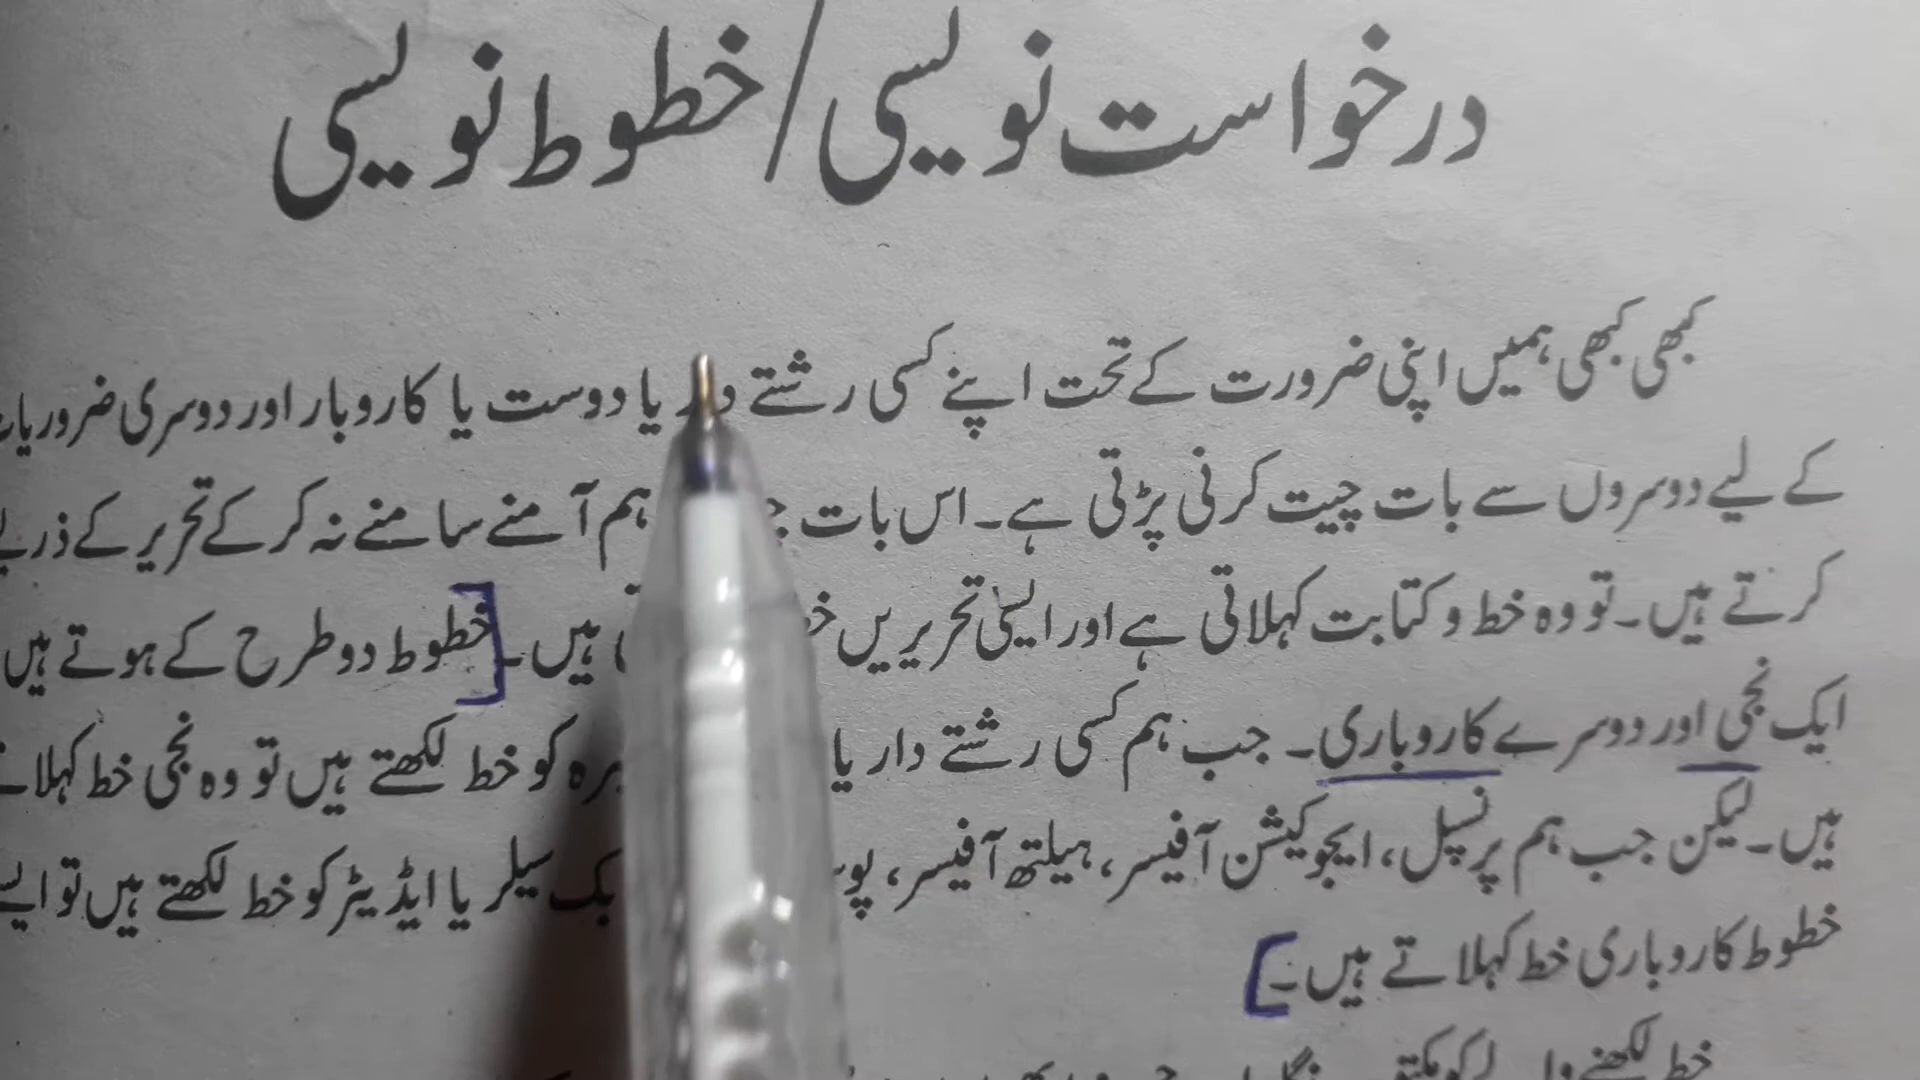 درخواست نویسی/خطوط نویسی
کبھی کبھی ہمیں اپنی ضرورت کے تحت اپنے کسی رشتے دار یا دوست یا کاروبار اور دوسری
کے لیے دوسروں سے بات چیت کرنی پڑتی ہے۔ اس بات ہم آمنے سامنے نہ کر کے تحریر کے
کرتے ہیں۔ تو وہ خط و کتابت کہلاتی ہے اور ایسی تحریریں ہیں۔ خطوط دو طرح کے ہوتے ہیں
ایک نجی اور دوسرے کاروباری۔ جب ہم کسی رشتے دار یا کو خط لکھتے ہیں تو وہ نجی خط
ہیں۔ لیکن جب ہم پرنسپل، ایجوکیشن آفیسر، ہیلتھ آفیسر، بک سیلر یا ایڈیٹر کو خط لکھتے ہیں تو
خطوط کاروباری خط کہلاتے ہیں۔
خط لکھنے